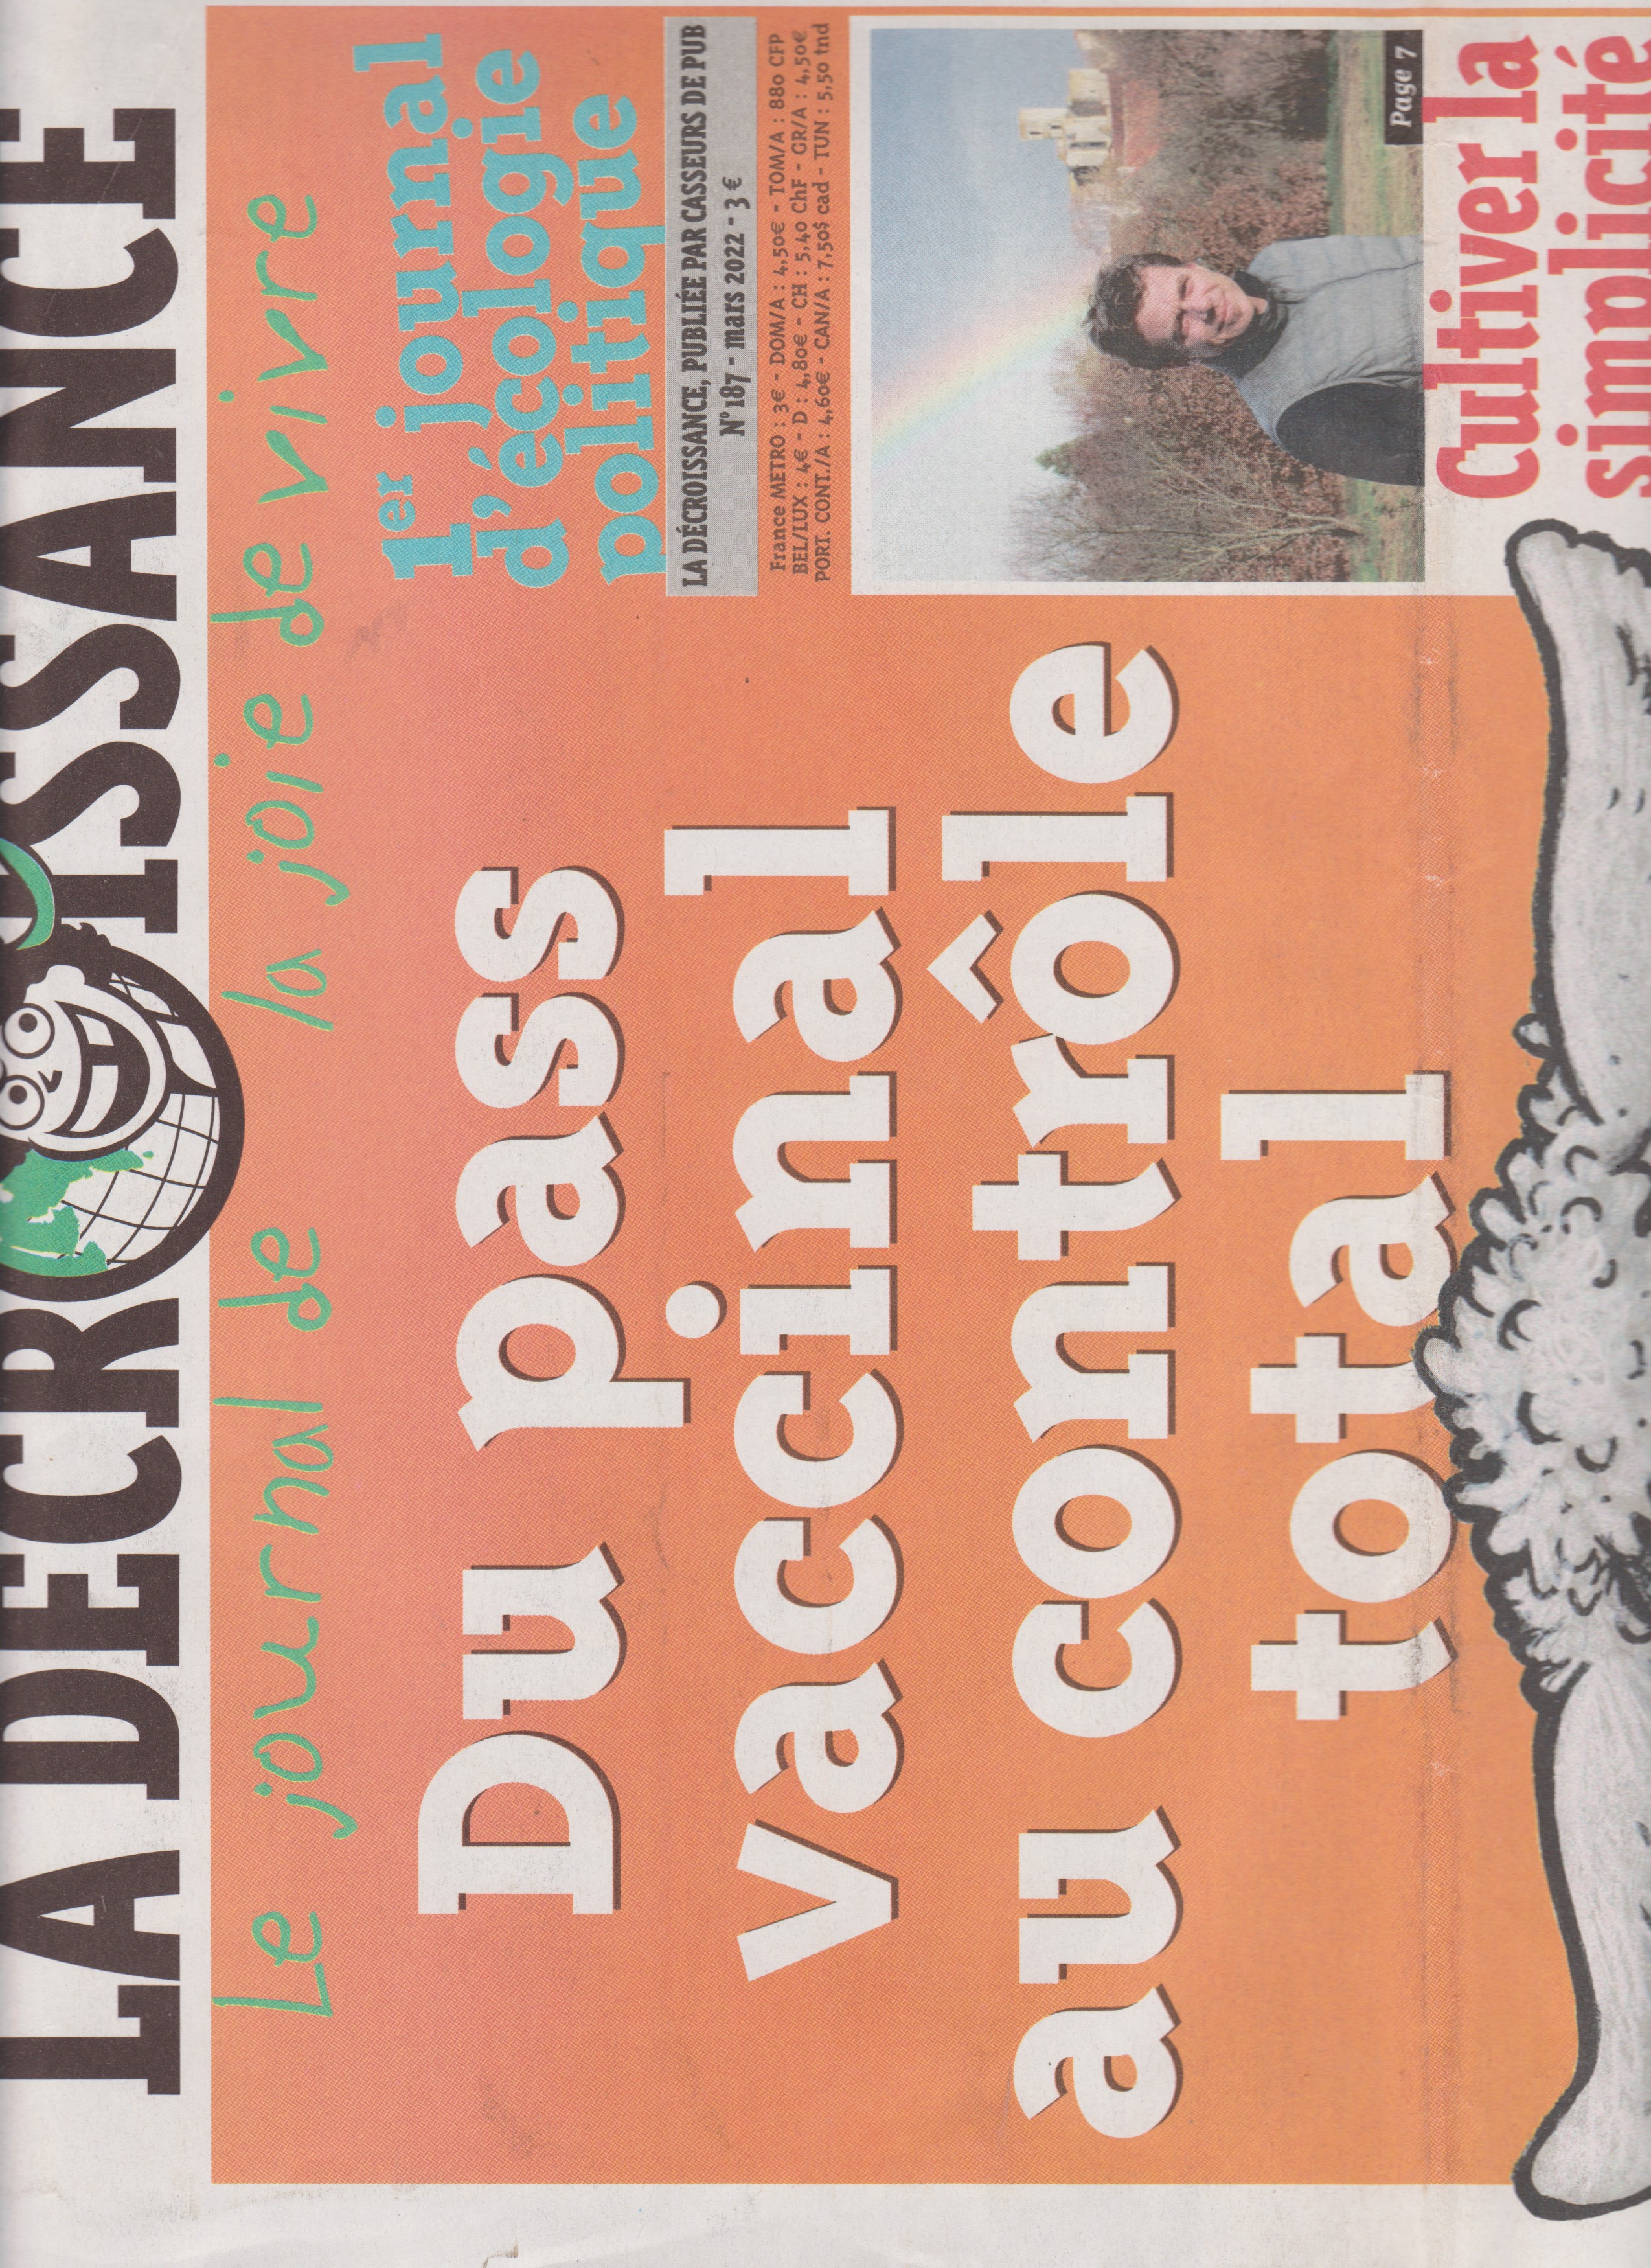 LA DECROISSANCE
Le journal de la joie de vivre
1er journal
d'écologie
politique
LA DÉCROISSANCE, PUBLIÉE PAR CASSEURS DE PUB
N°187 - mars 2022 - 3 €
France METRO : 3€ - DOM/A : 4,50€ - TOM/A : 880 CFP
BEL/LUX : 4€ - D : 4,80€ - CH : 5,40 ChF - GR/A : 4,50€
PORT. CONT./A : 4,60€ - CAN/A : 7,50$ cad - TUN : 5,50 tnd
Du pass
vaccinal
au contrôle
total
Page 7
Cultiver la
simplicité